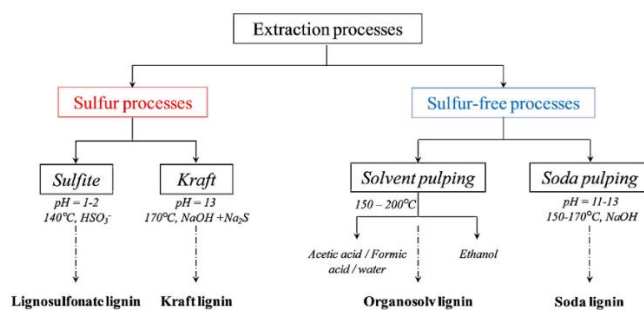 Extraction processes
Sulfur processes
Sulfur-free processes
Sulfite
Kraft
Solvent pulping
Soda pulping
pH = 1-2
140°C, HSO₃⁻
pH = 13
170°C, NaOH +Na₂S
150 – 200°C
pH = 11-13
150-170°C, NaOH
Acetic acid / Formic
acid / water
Ethanol
Lignosulfonate lignin
Kraft lignin
Organosolv lignin
Soda lignin